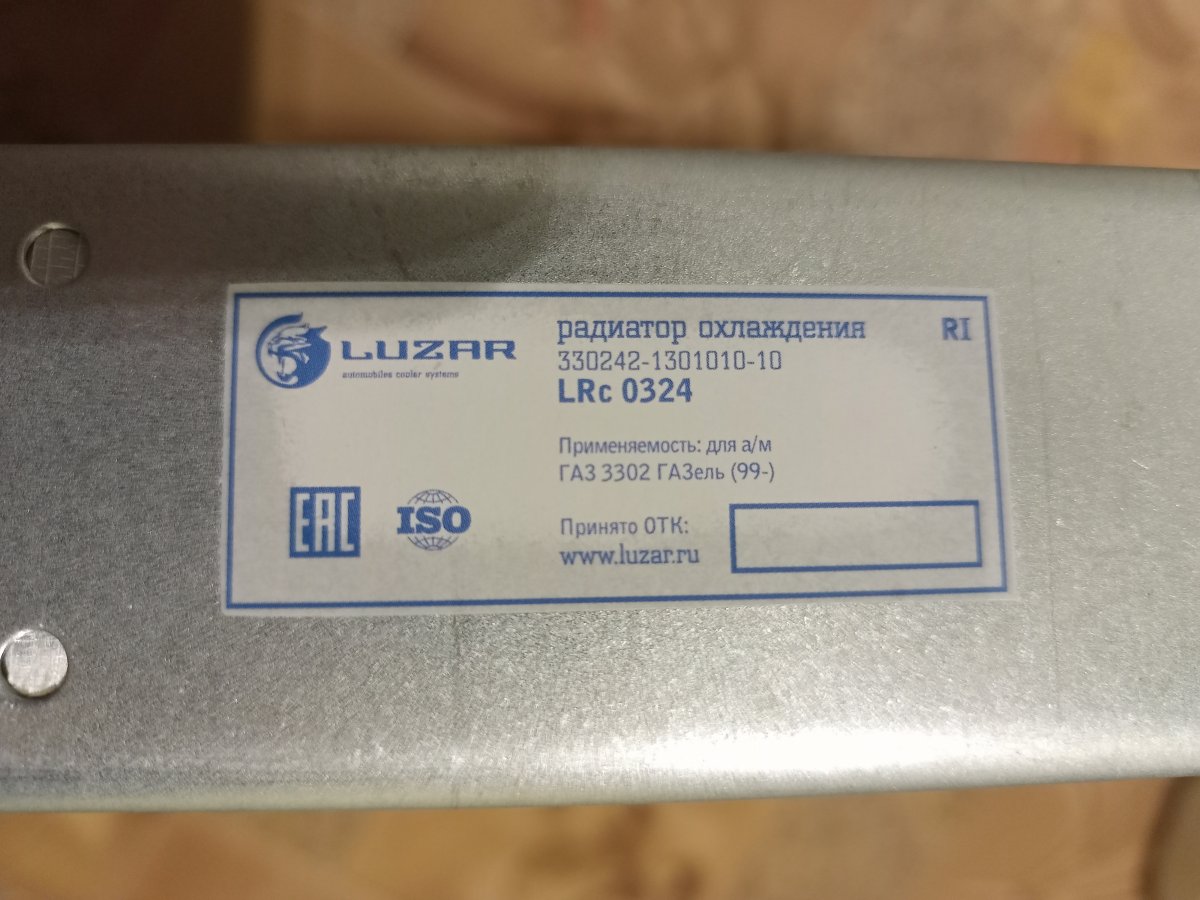 LUZAR
automobiles cooler systems
радиатор охлаждения
330242-1301010-10
LRc 0324
RI
Применяемость: для а/м
ГАЗ 3302 ГАЗель (99-)
EAC
ISO
Принято ОТК:
www.luzar.ru